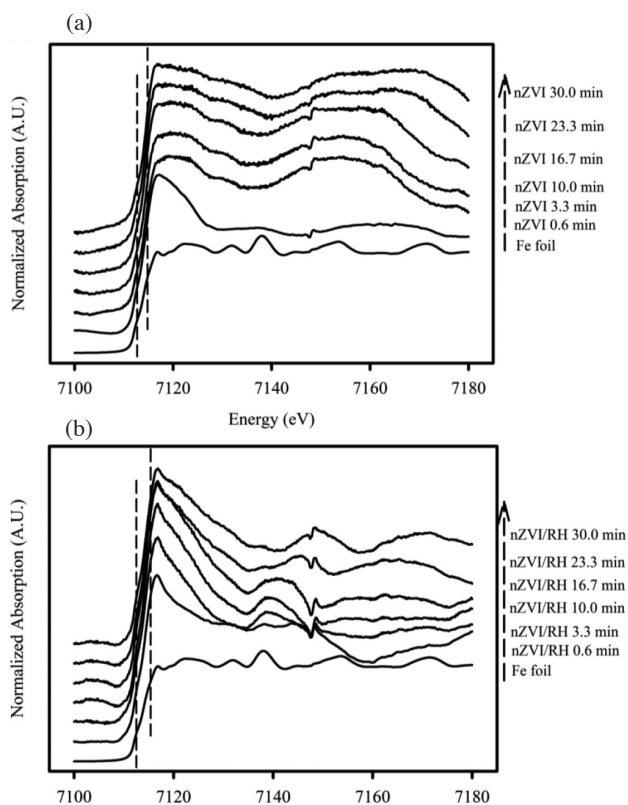 (a)
Normalized Absorption (A.U.)
nZVI 30.0 min
nZVI 23.3 min
nZVI 16.7 min
nZVI 10.0 min
nZVI 3.3 min
nZVI 0.6 min
Fe foil
7100 7120 7140 7160 7180
Energy (eV)
(b)
Normalized Absorption (A.U.)
nZVI/RH 30.0 min
nZVI/RH 23.3 min
nZVI/RH 16.7 min
nZVI/RH 10.0 min
nZVI/RH 3.3 min
nZVI/RH 0.6 min
Fe foil
7100 7120 7140 7160 7180